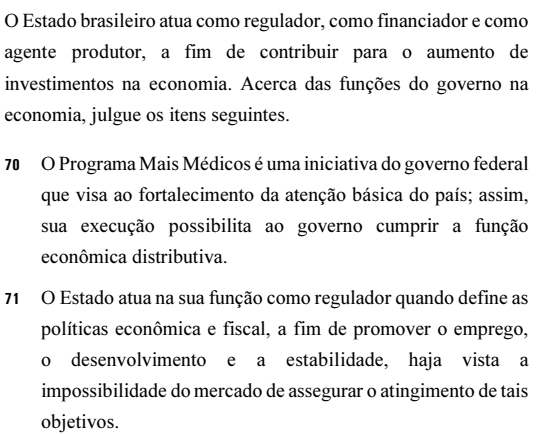 O Estado brasileiro atua como regulador, como financiador e como
agente produtor, a fim de contribuir para o aumento de
investimentos na economia. Acerca das funções do governo na
economia, julgue os itens seguintes.
70 O Programa Mais Médicos é uma iniciativa do governo federal
que visa ao fortalecimento da atenção básica do país; assim,
sua execução possibilita ao governo cumprir a função
econômica distributiva.
71 O Estado atua na sua função como regulador quando define as
políticas econômica e fiscal, a fim de promover o emprego,
o desenvolvimento e a estabilidade, haja vista a
impossibilidade do mercado de assegurar o atingimento de tais
objetivos.